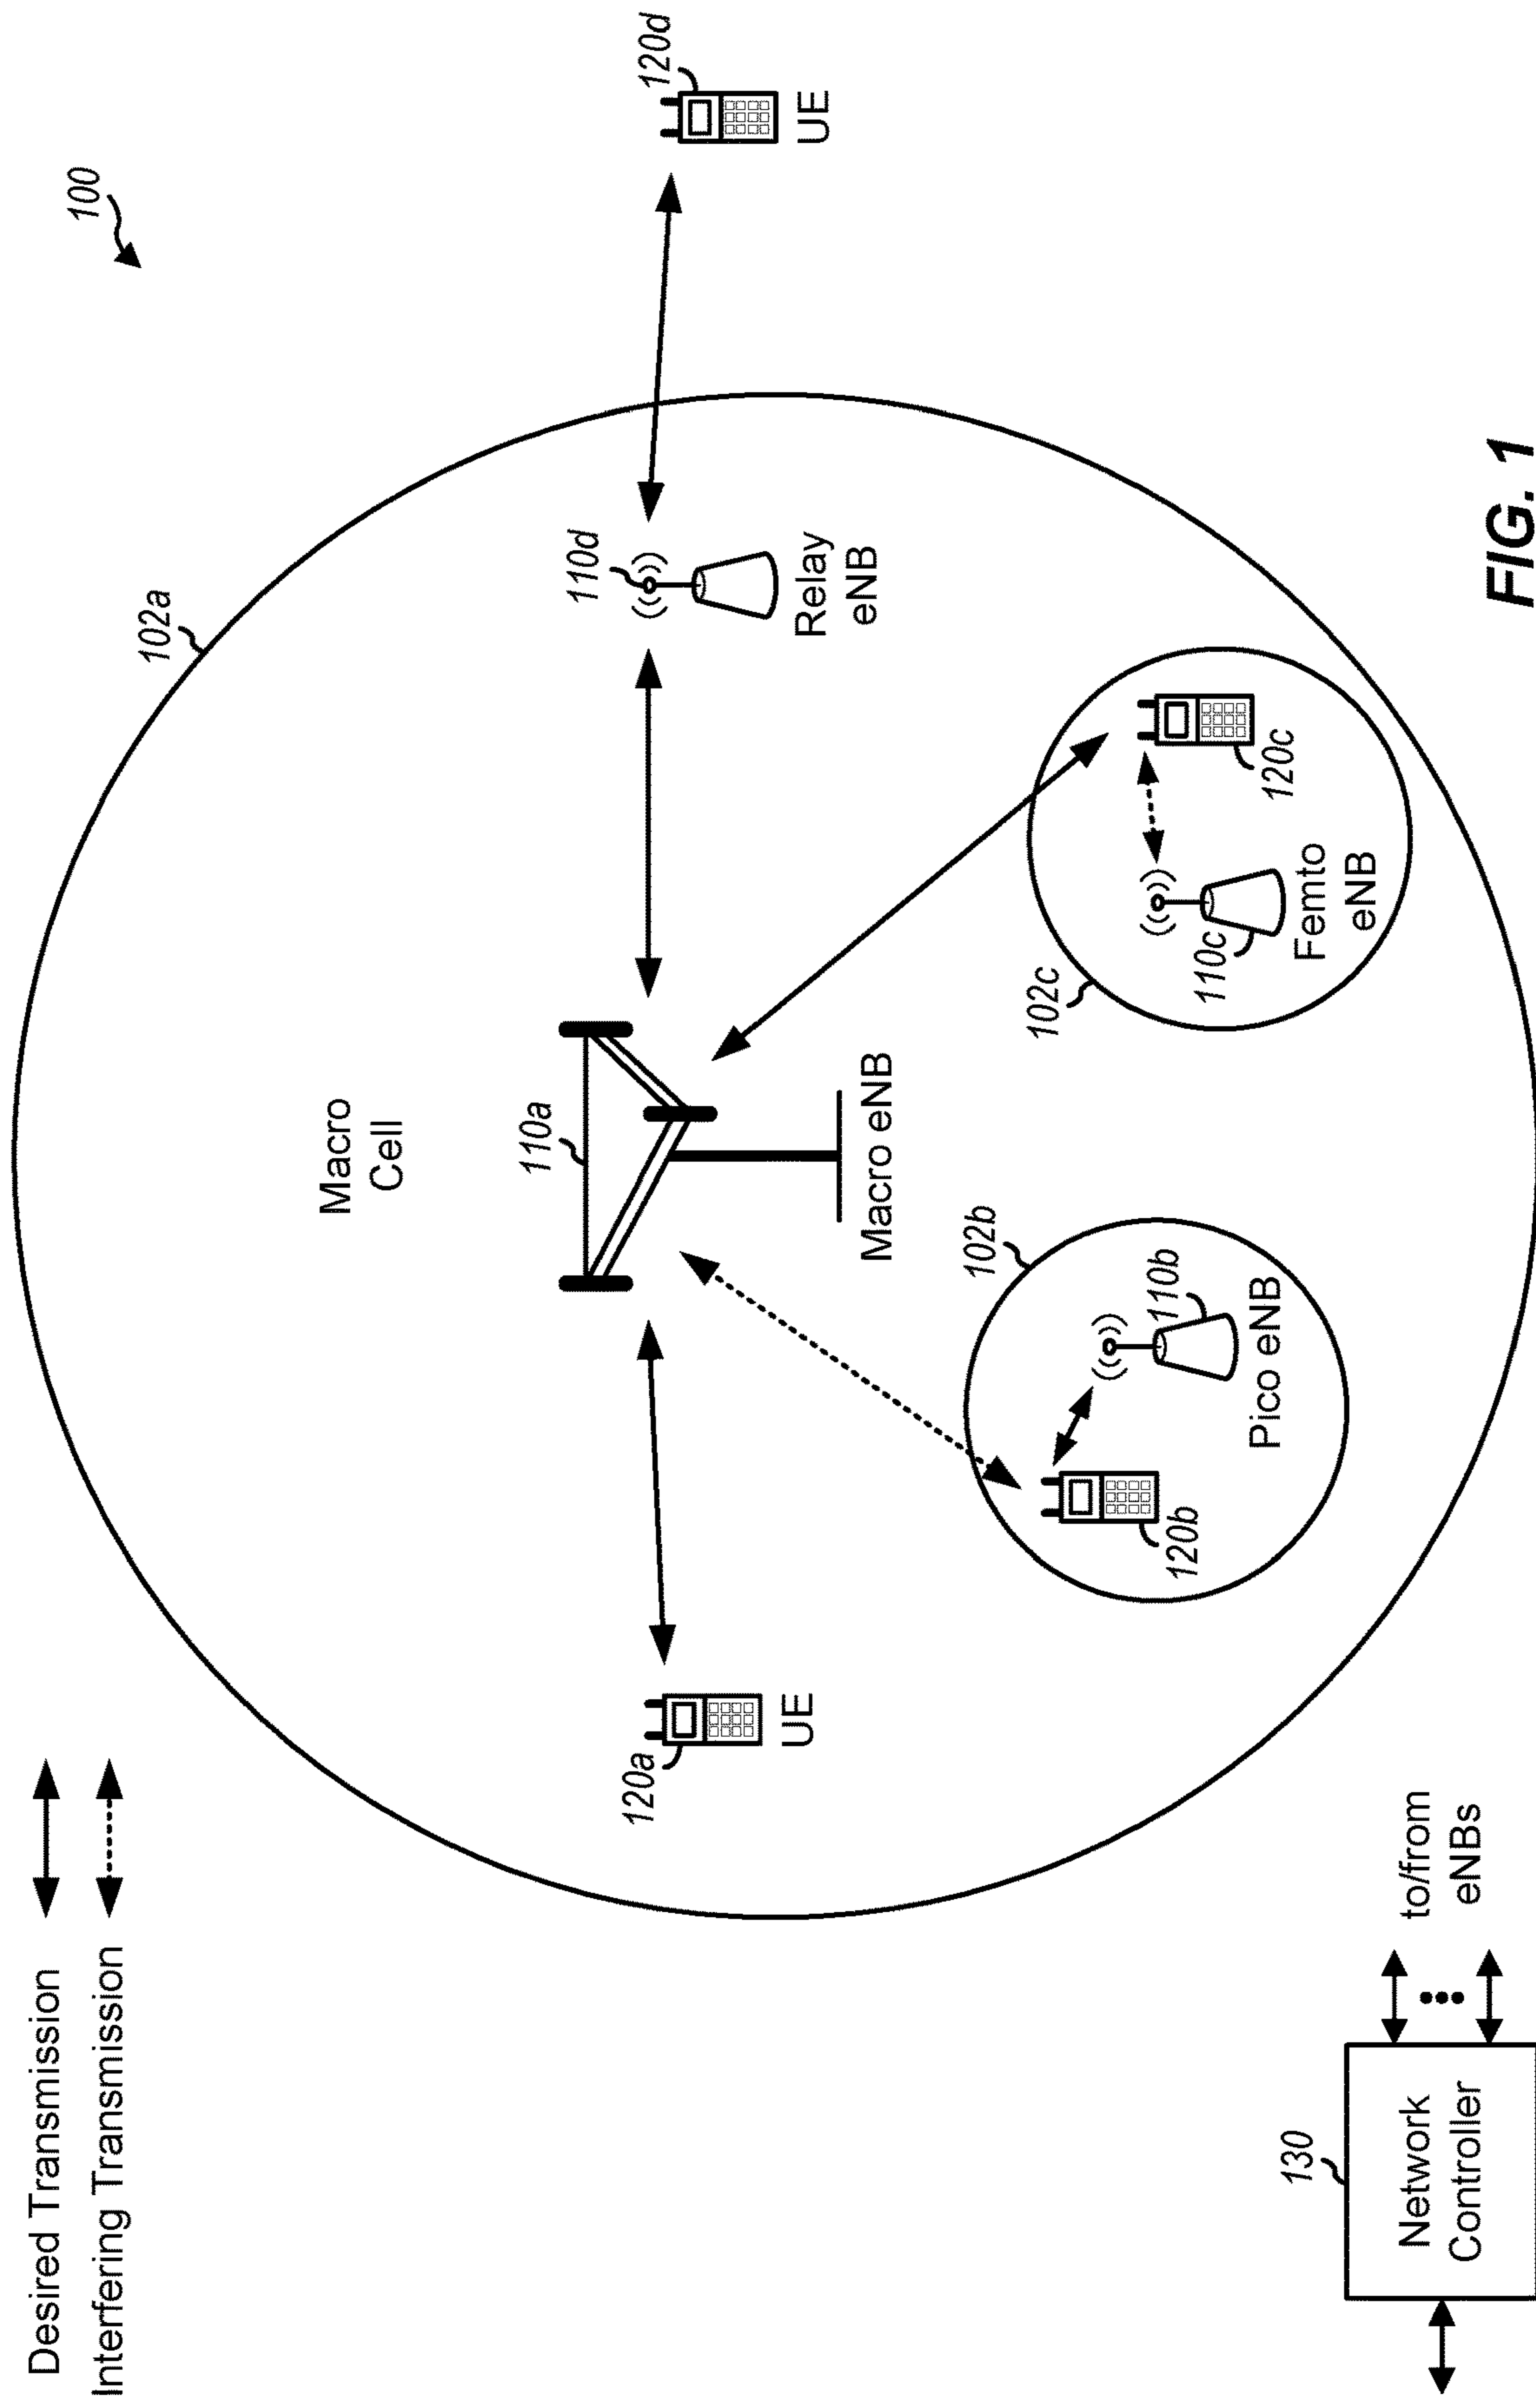 Desired Transmission
Interfering Transmission
100
102a
Macro
Cell
110a
110d
120a
120d
UE
UE
Relay
eNB
Macro eNB
102b
102c
110b
120b
Pico eNB
110c
120c
Femto
eNB
130
Network
Controller
to/from
eNBs
FIG. 1